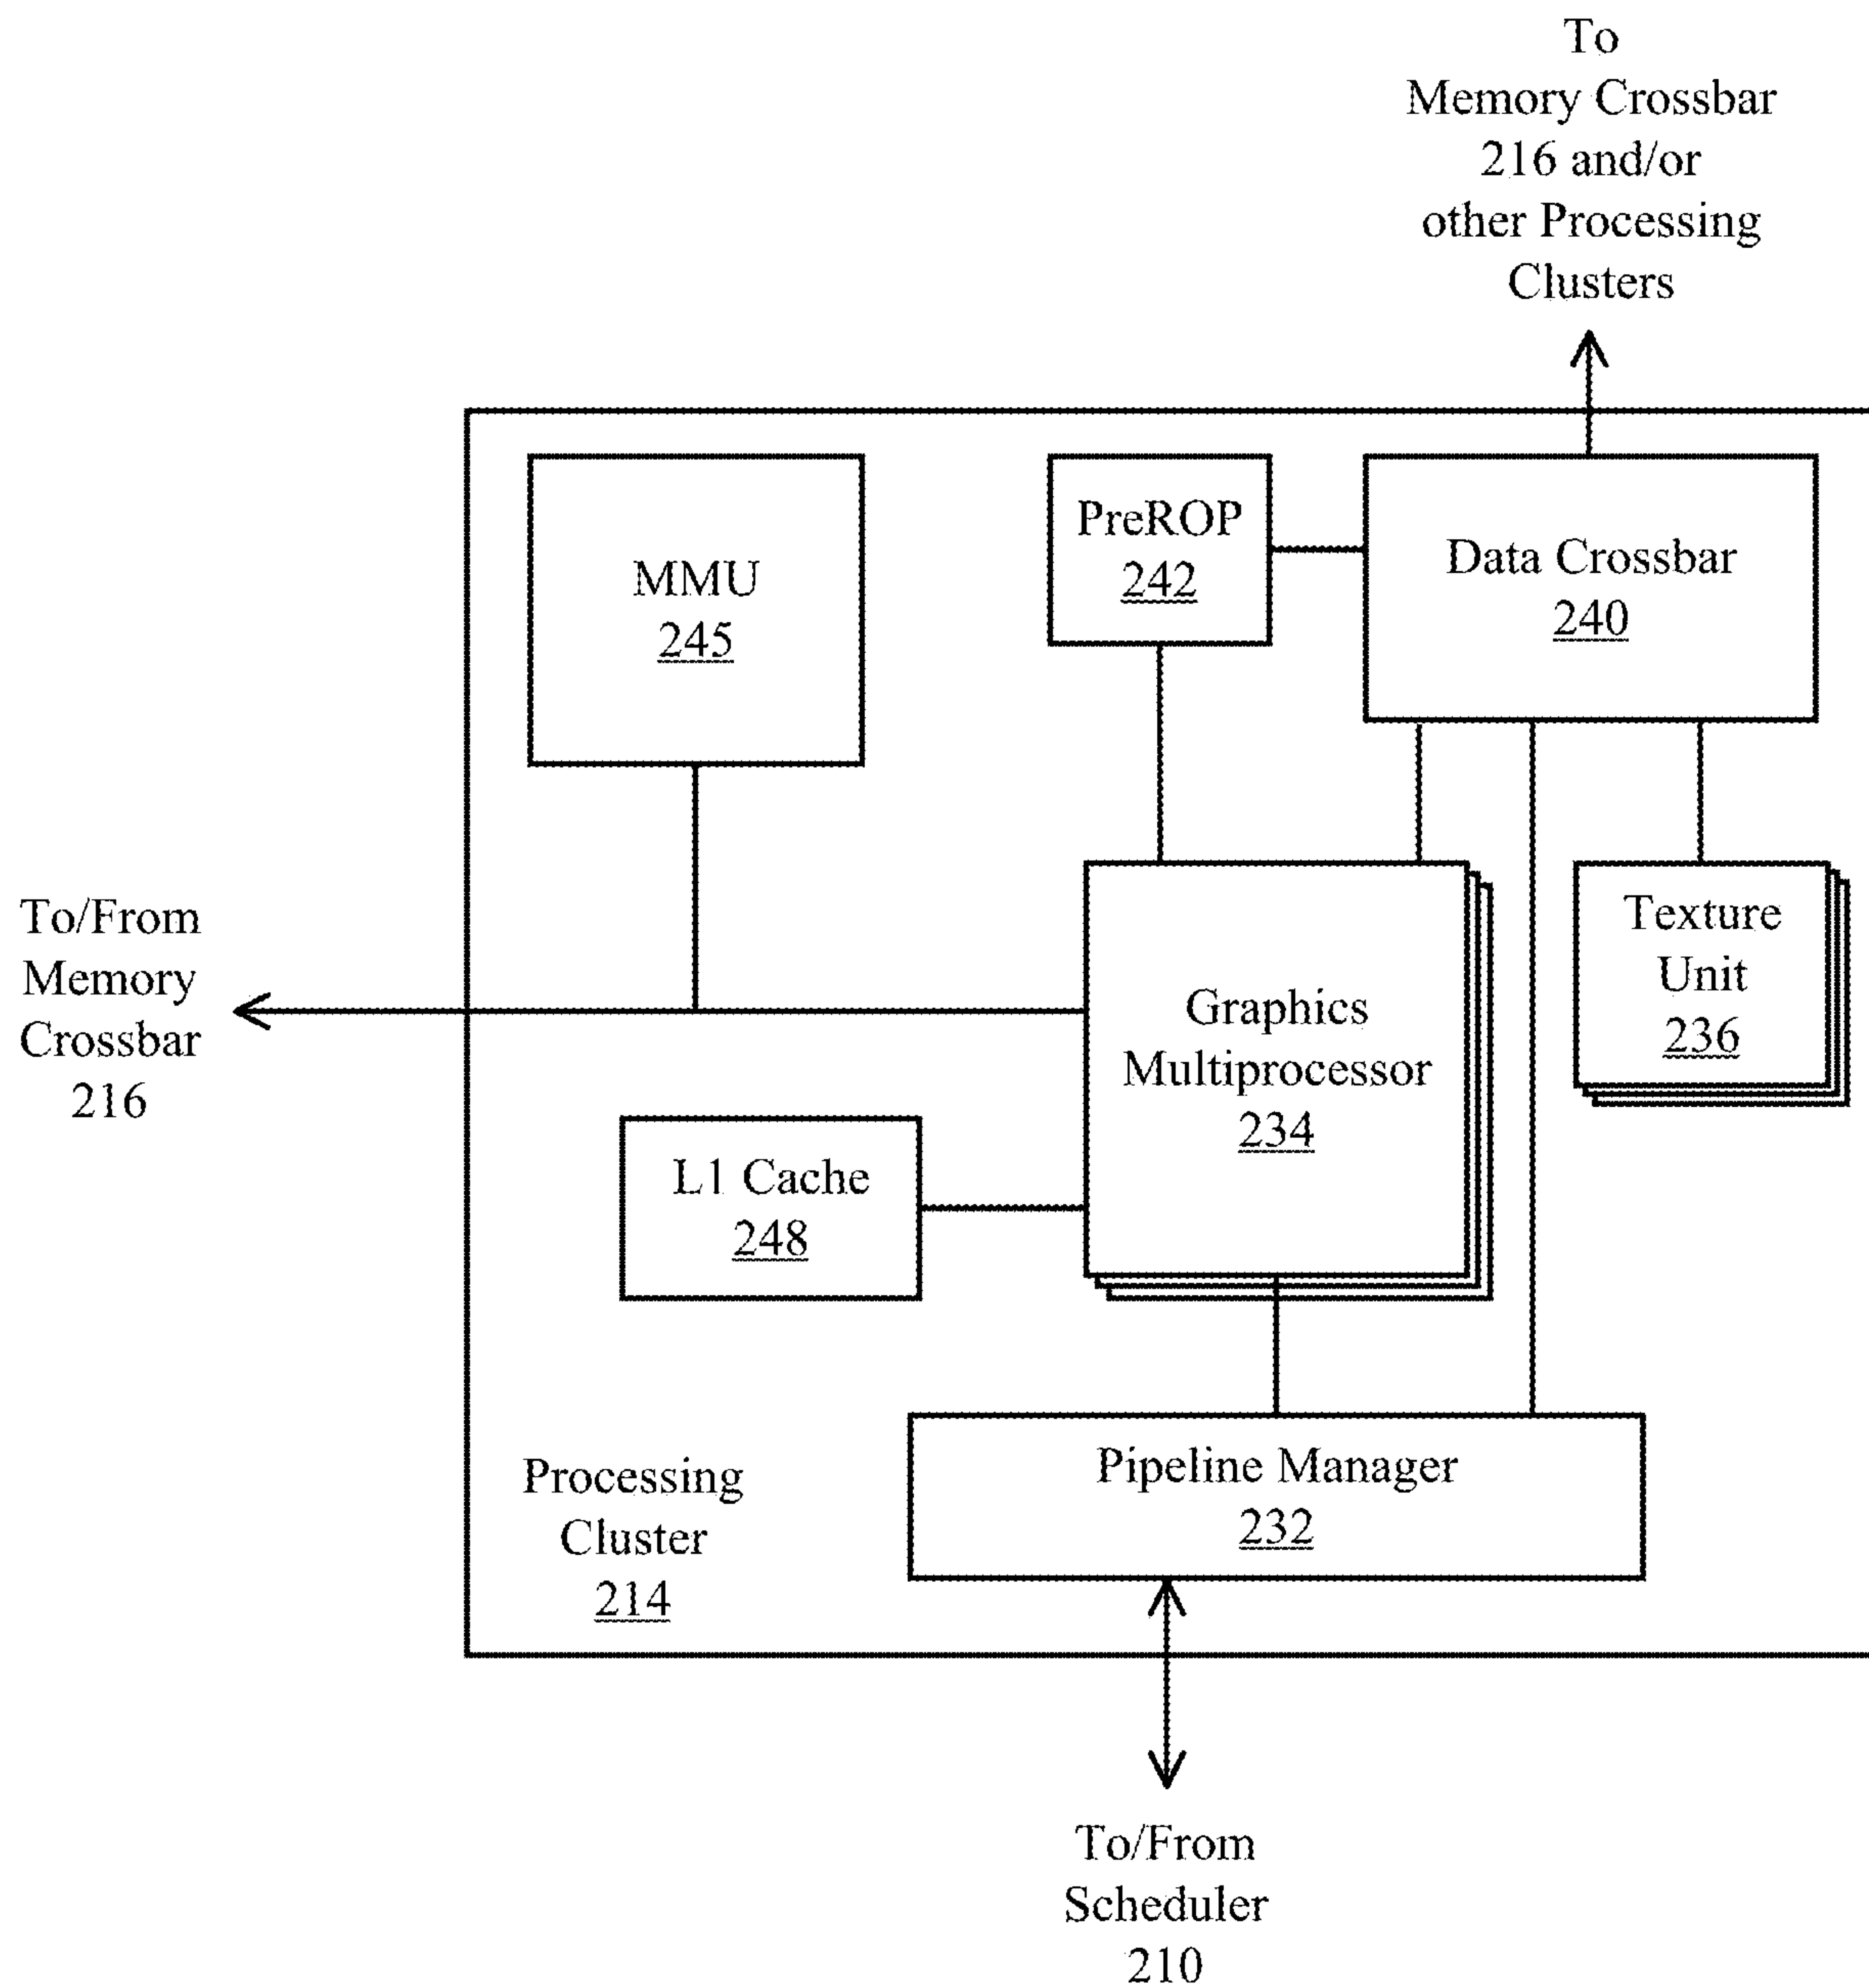 To
Memory Crossbar
216 and/or
other Processing
Clusters
MMU
245
PreROP
242
Data Crossbar
240
To/From
Memory
Crossbar
216
Graphics
Multiprocessor
234
Texture
Unit
236
L1 Cache
248
Processing
Cluster
214
Pipeline Manager
232
To/From
Scheduler
210